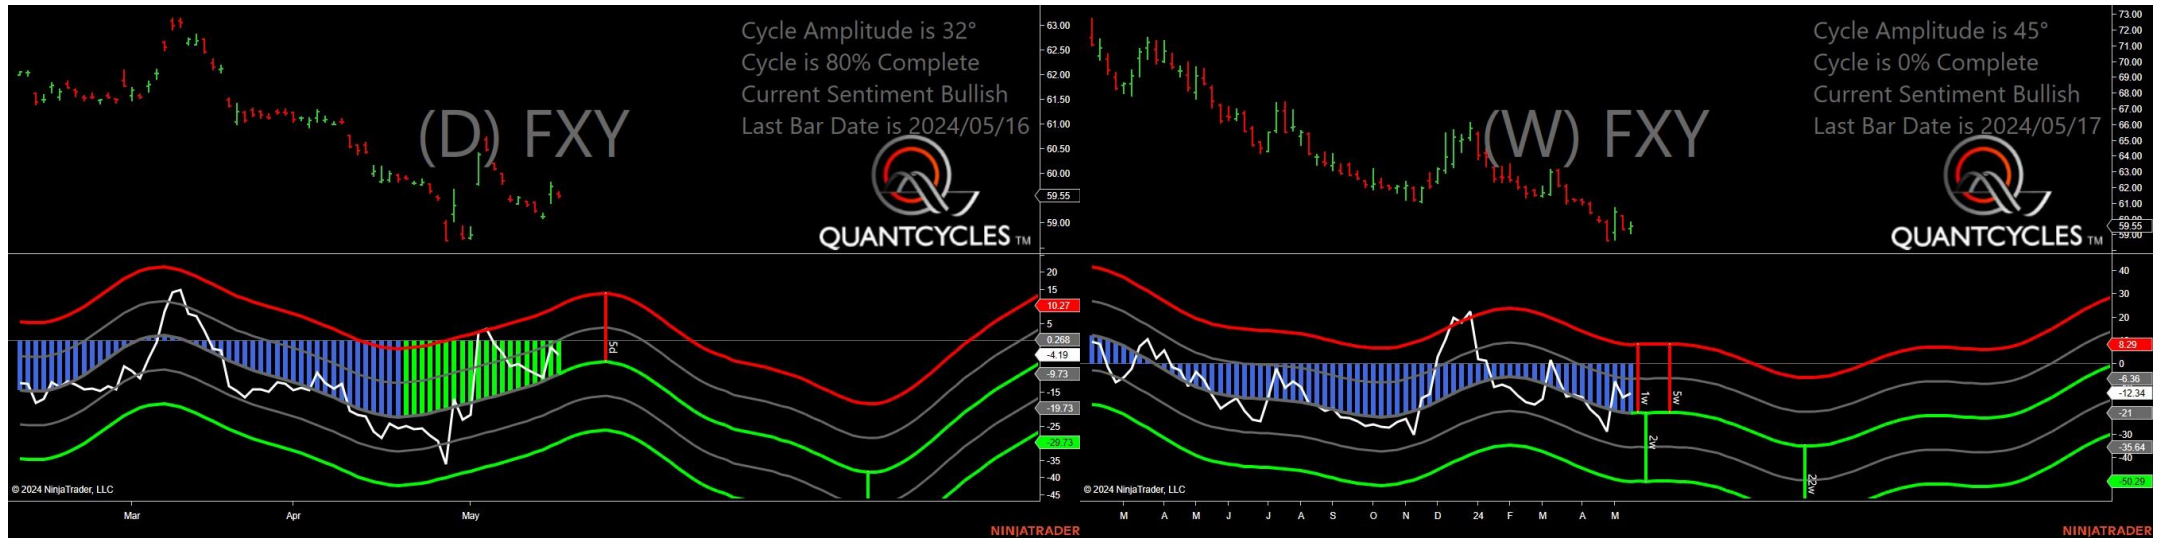 Cycle Amplitude is 32°
Cycle is 80% Complete
Current Sentiment Bullish
Last Bar Date is 2024/05/16
(D) FXY
QUANTCYCLES TM
63.00
62.50
62.00
61.50
61.00
60.50
60.00
59.55
59.00
20
15
10.27
5
0.268
-4.19
-9.73
-15
-19.73
-25
-29.73
-35
-40
-45
5d
© 2024 NinjaTrader, LLC
Mar
Apr
May
NINJATRADER
Cycle Amplitude is 45°
Cycle is 0% Complete
Current Sentiment Bullish
Last Bar Date is 2024/05/17
(W) FXY
QUANTCYCLES TM
73.00
72.00
71.00
70.00
69.00
68.00
67.00
66.00
65.00
64.00
63.00
62.00
61.00
60.00
59.55
59.00
40
30
20
8.29
0
-6.36
-12.34
-21
-30
-35.64
-40
-50.29
1w
5w
2w
22w
© 2024 NinjaTrader, LLC
M A M J J A S O N D 24 F M A M
NINJATRADER